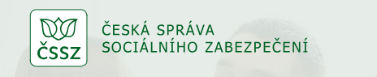 ČSSZ
ČESKÁ SPRÁVA
SOCIÁLNÍHO ZABEZPEČENÍ